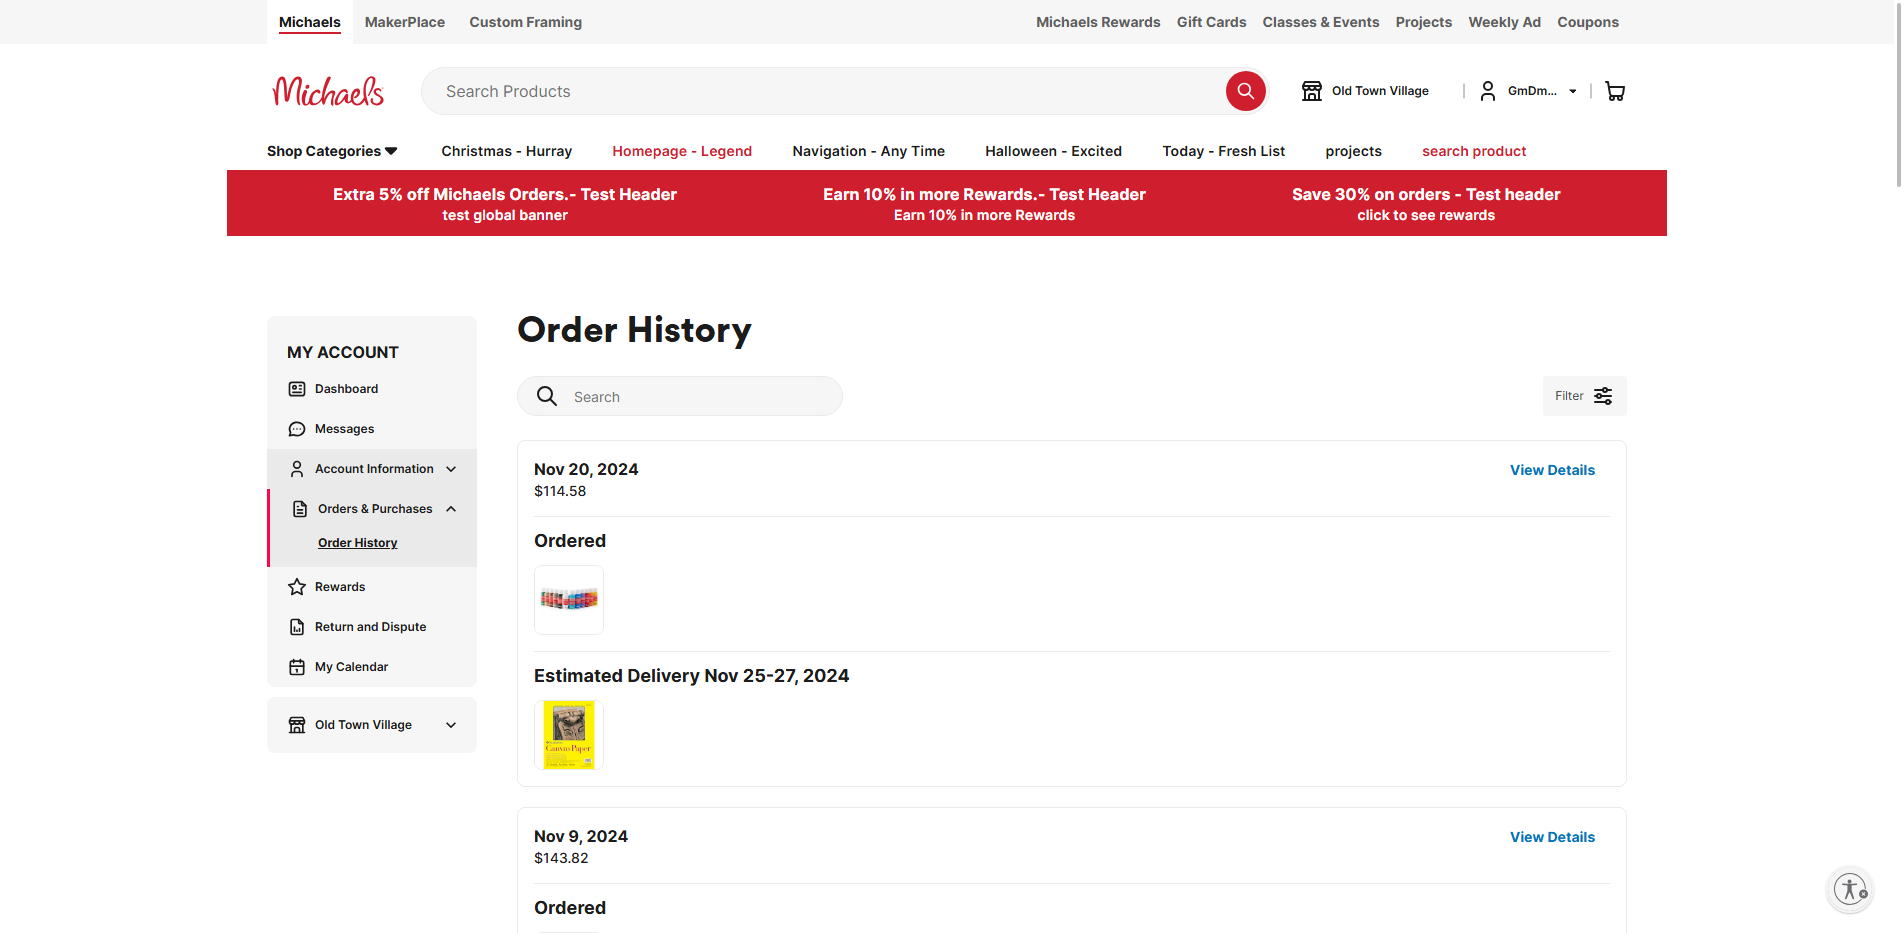 Michaels MakerPlace Custom Framing Michaels Rewards Gift Cards Classes & Events Projects Weekly Ad Coupons
Michaels Search Products Old Town Village GmDm...
Shop Categories Christmas - Hurray Homepage - Legend Navigation - Any Time Halloween - Excited Today - Fresh List projects search product
Extra 5% off Michaels Orders.- Test Header Earn 10% in more Rewards.- Test Header Save 30% on orders - Test header
test global banner Earn 10% in more Rewards click to see rewards
MY ACCOUNT
Dashboard
Messages
Account Information
Orders & Purchases
Order History
Rewards
Return and Dispute
My Calendar
Old Town Village
Order History
Search Filter
Nov 20, 2024 View Details
$114.58
Ordered
Estimated Delivery Nov 25-27, 2024
Canvas Paper
Nov 9, 2024 View Details
$143.82
Ordered